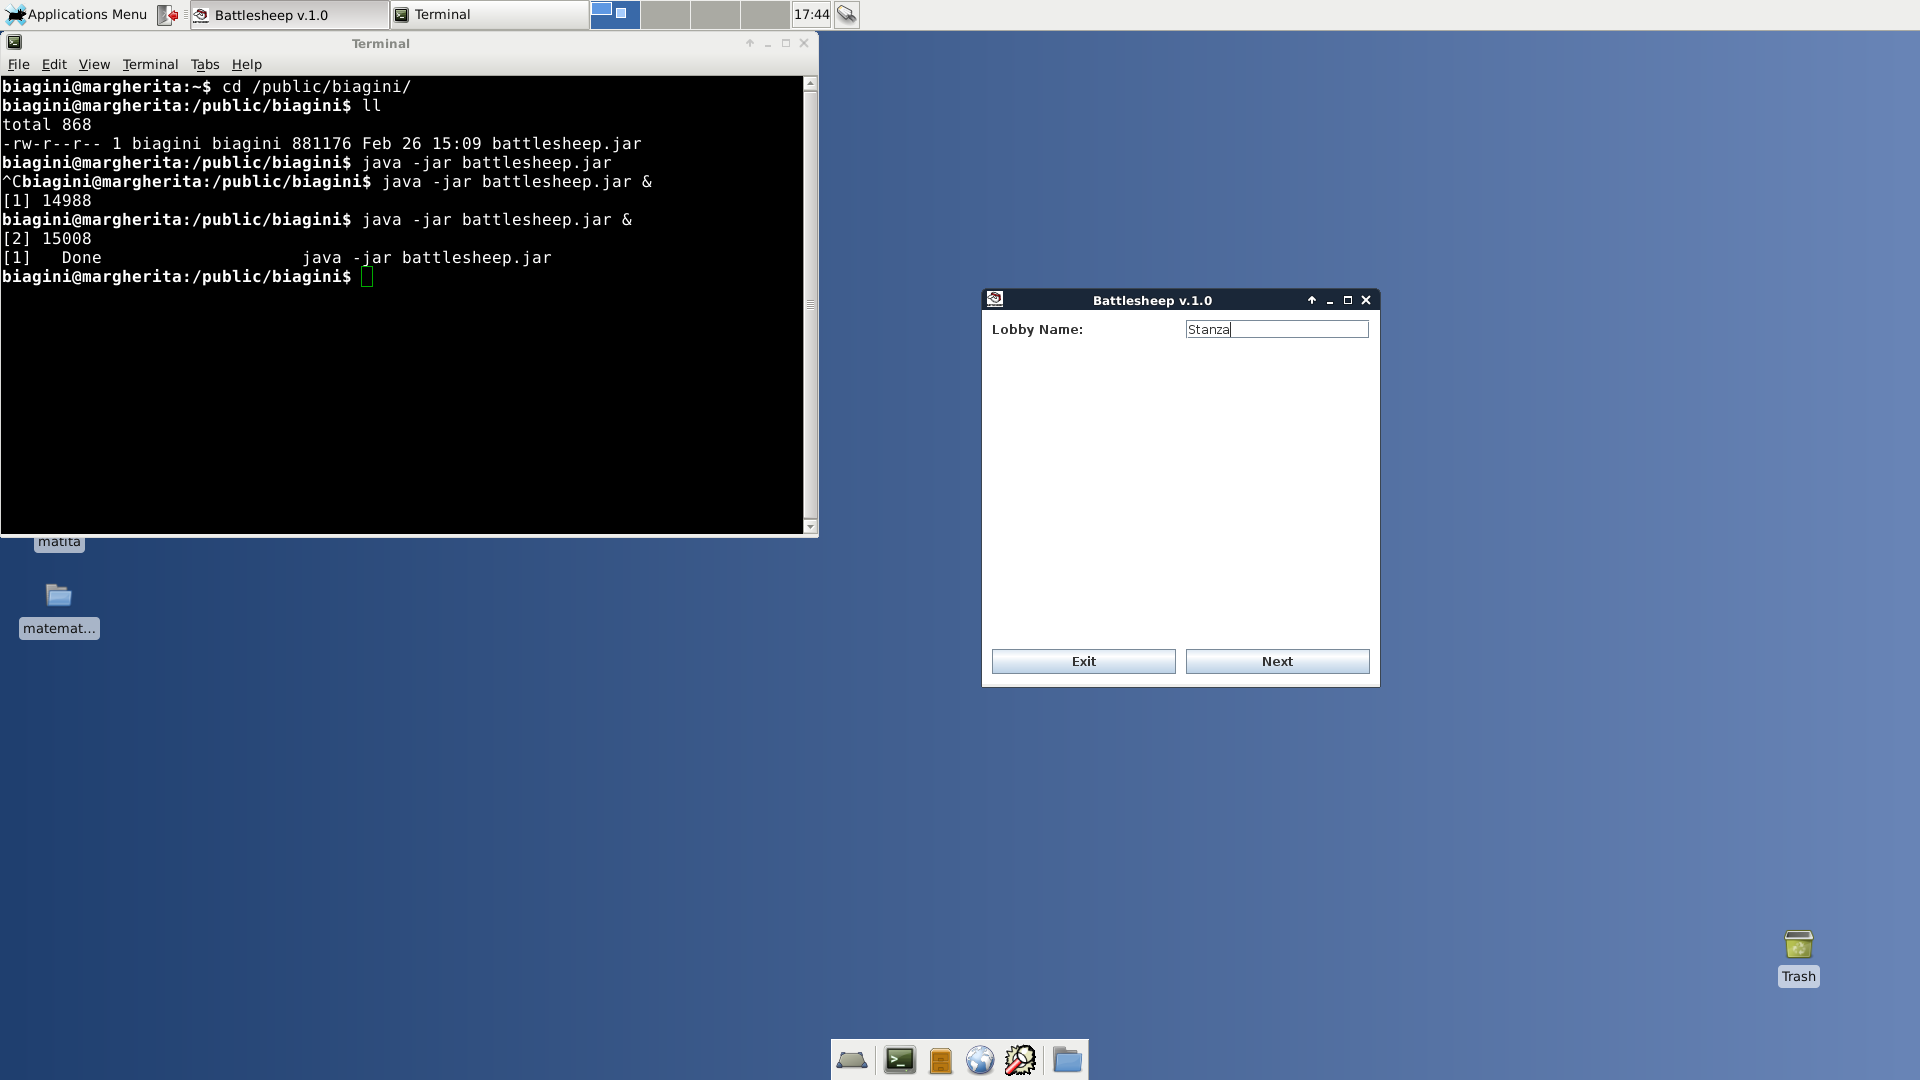 Applications Menu
Battlesheep v.1.0
Terminal
17:44
Terminal
File Edit View Terminal Tabs Help
biagini@margherita:~$ cd /public/biagini/
biagini@margherita:/public/biagini$ ll
total 868
-rw-r--r-- 1 biagini biagini 881176 Feb 26 15:09 battlesheep.jar
biagini@margherita:/public/biagini$ java -jar battlesheep.jar
^Cbiagini@margherita:/public/biagini$ java -jar battlesheep.jar &
[1] 14988
biagini@margherita:/public/biagini$ java -jar battlesheep.jar &
[2] 15008
[1]   Done                    java -jar battlesheep.jar
biagini@margherita:/public/biagini$
matita
matemat...
Battlesheep v.1.0
Lobby Name: Stanza
Exit Next
Trash